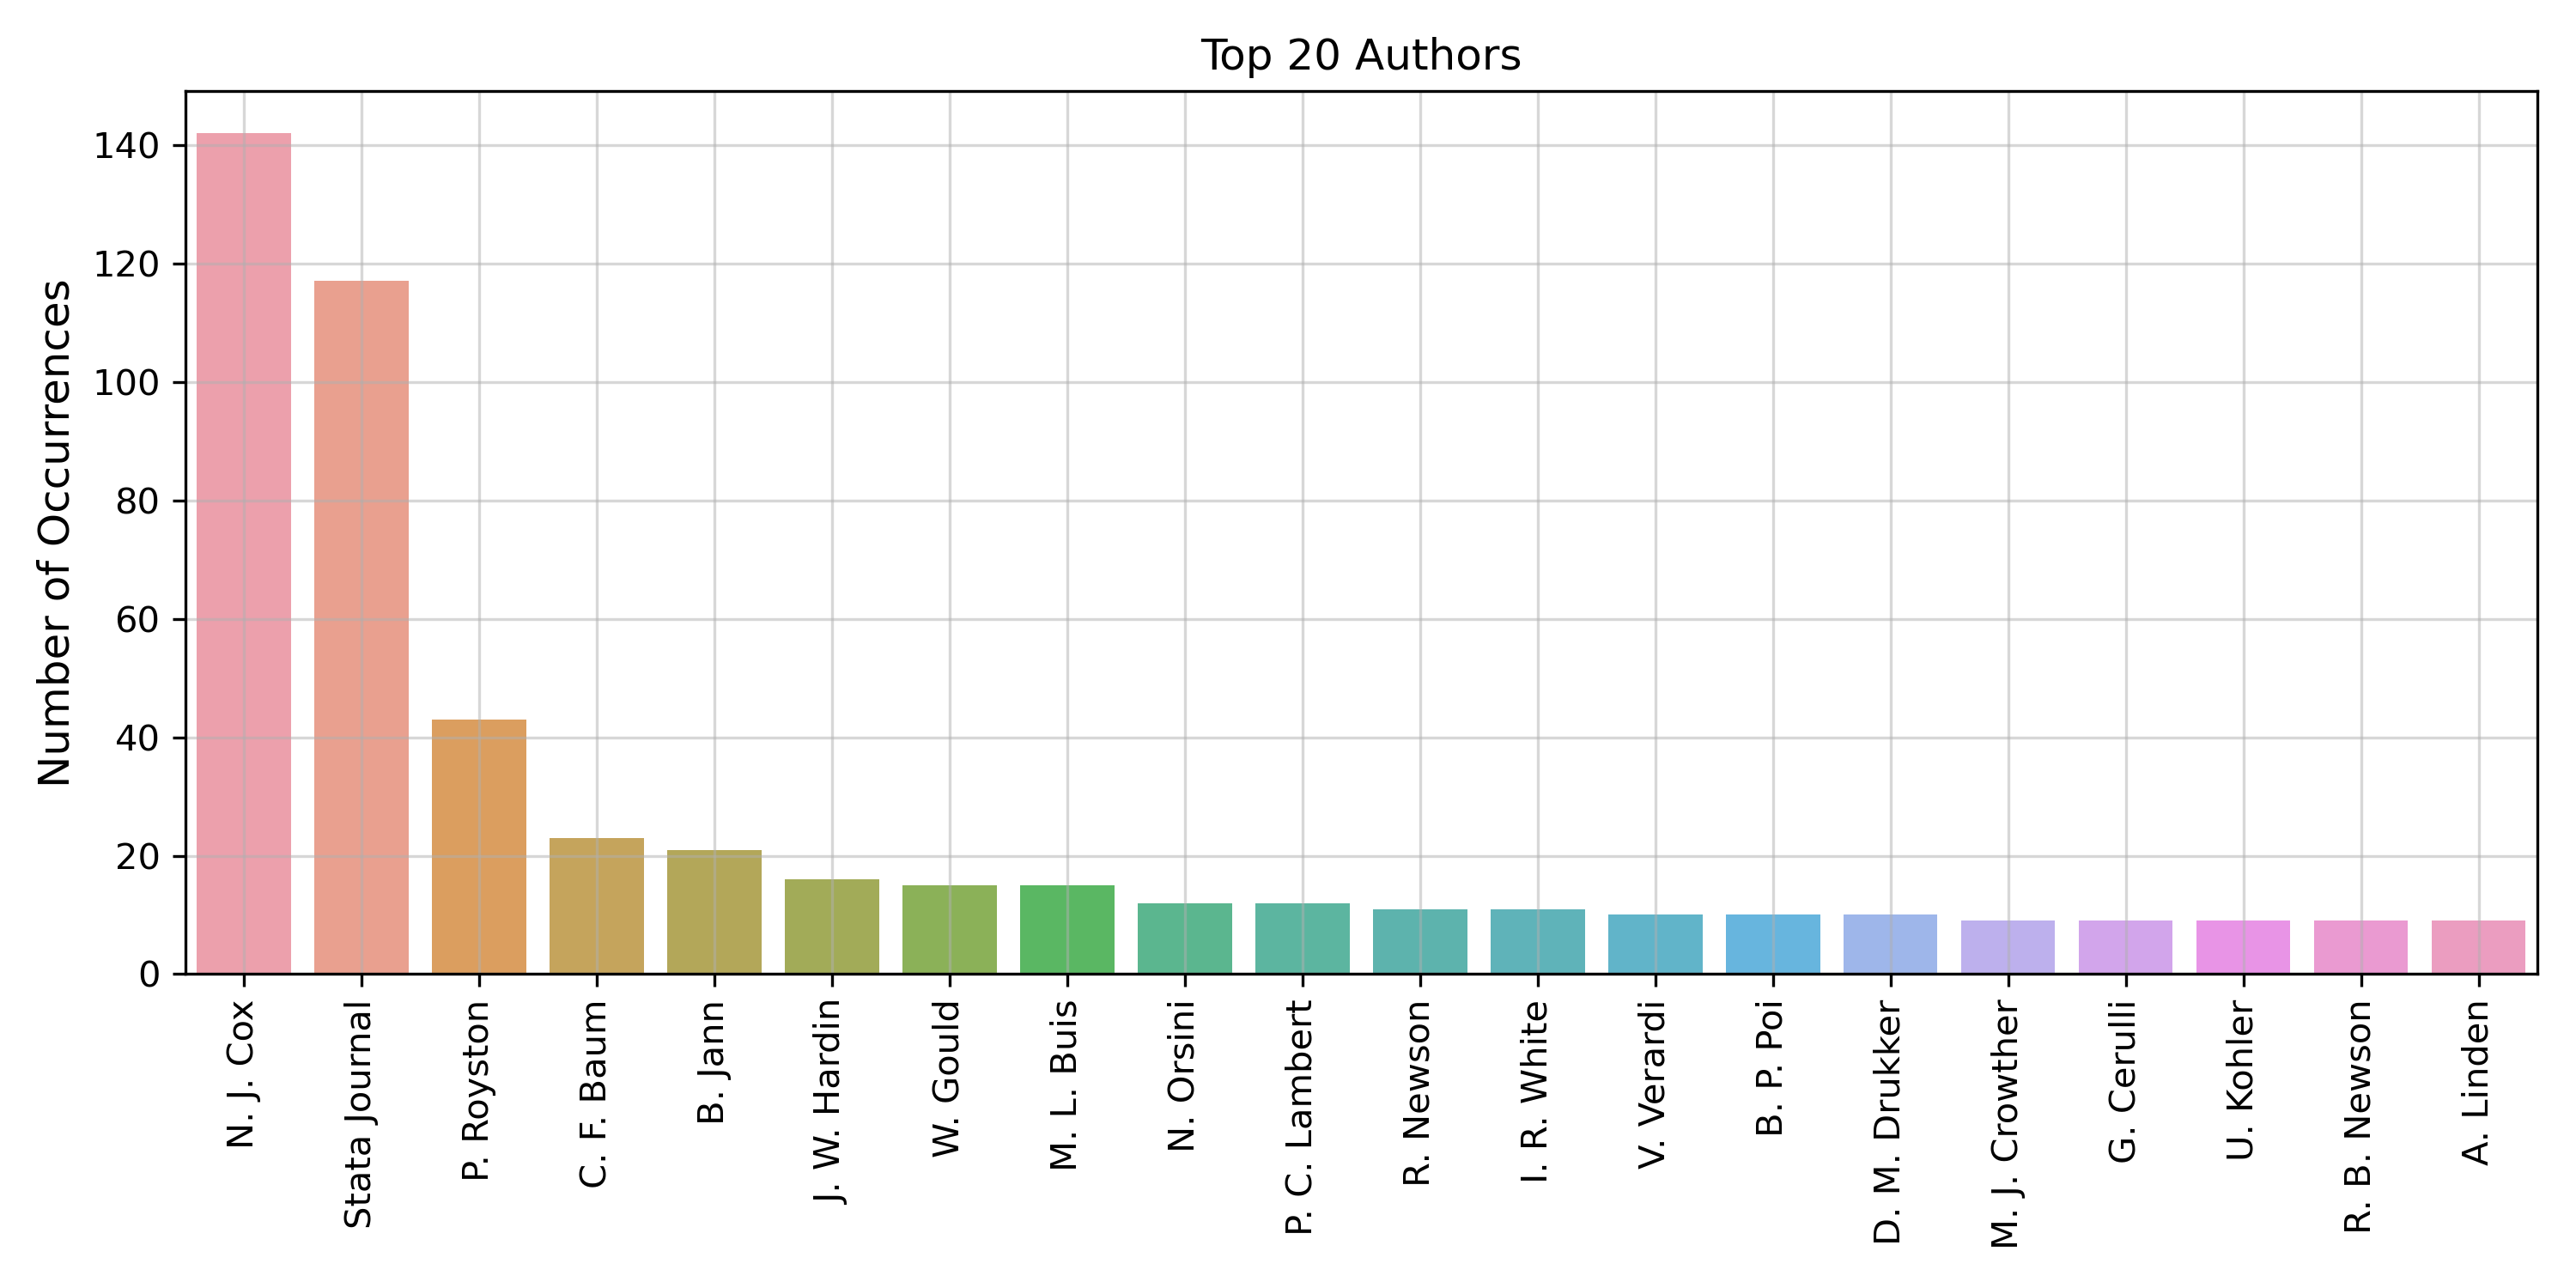 Top 20 Authors
Number of Occurrences
140
120
100
80
60
40
20
0
N. J. Cox
Stata Journal
P. Royston
C. F. Baum
B. Jann
J. W. Hardin
W. Gould
M. L. Buis
N. Orsini
P. C. Lambert
R. Newson
I. R. White
V. Verardi
B. P. Poi
D. M. Drukker
M. J. Crowther
G. Cerulli
U. Kohler
R. B. Newson
A. Linden